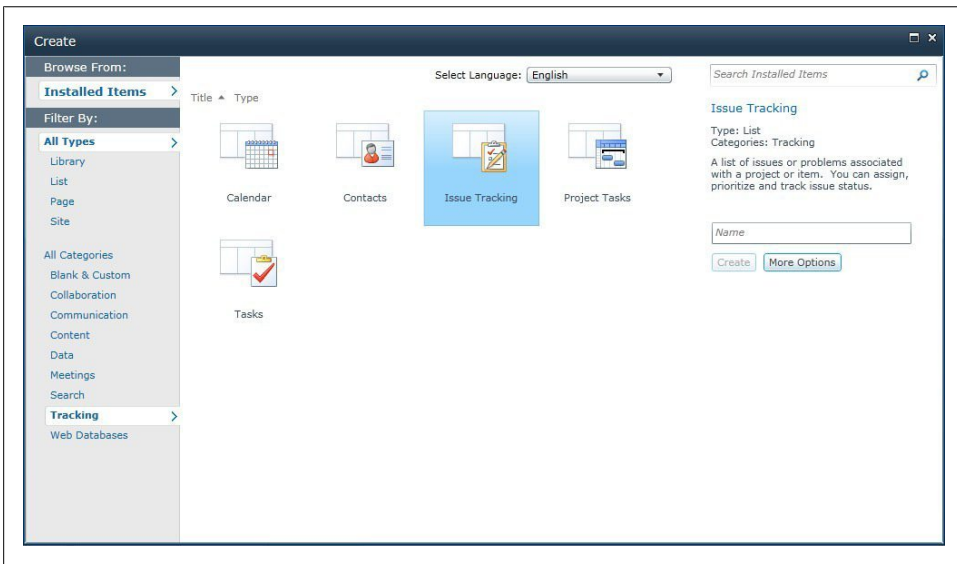 Create
Browse From:
Installed Items
Filter By:
All Types
Library
List
Page
Site
All Categories
Blank & Custom
Collaboration
Communication
Content
Data
Meetings
Search
Tracking
Web Databases
Select Language: English
Title Type
Calendar
Contacts
Issue Tracking
Project Tasks
Tasks
Search Installed Items
Issue Tracking
Type: List
Categories: Tracking
A list of issues or problems associated
with a project or item. You can assign,
prioritize and track issue status.
Name
Create More Options